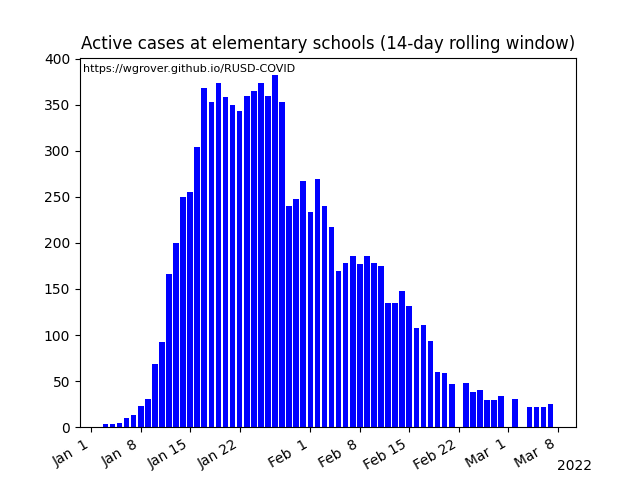 Active cases at elementary schools (14-day rolling window)
https://wgrover.github.io/RUSD-COVID
400
350
300
250
200
150
100
50
0
Jan 1
Jan 8
Jan 15
Jan 22
Feb 1
Feb 8
Feb 15
Feb 22
Mar 1
Mar 8
2022